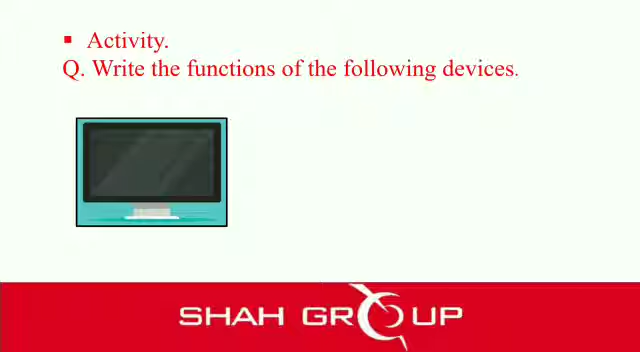 ▪ Activity.
Q. Write the functions of the following devices.
SHAH GROUP